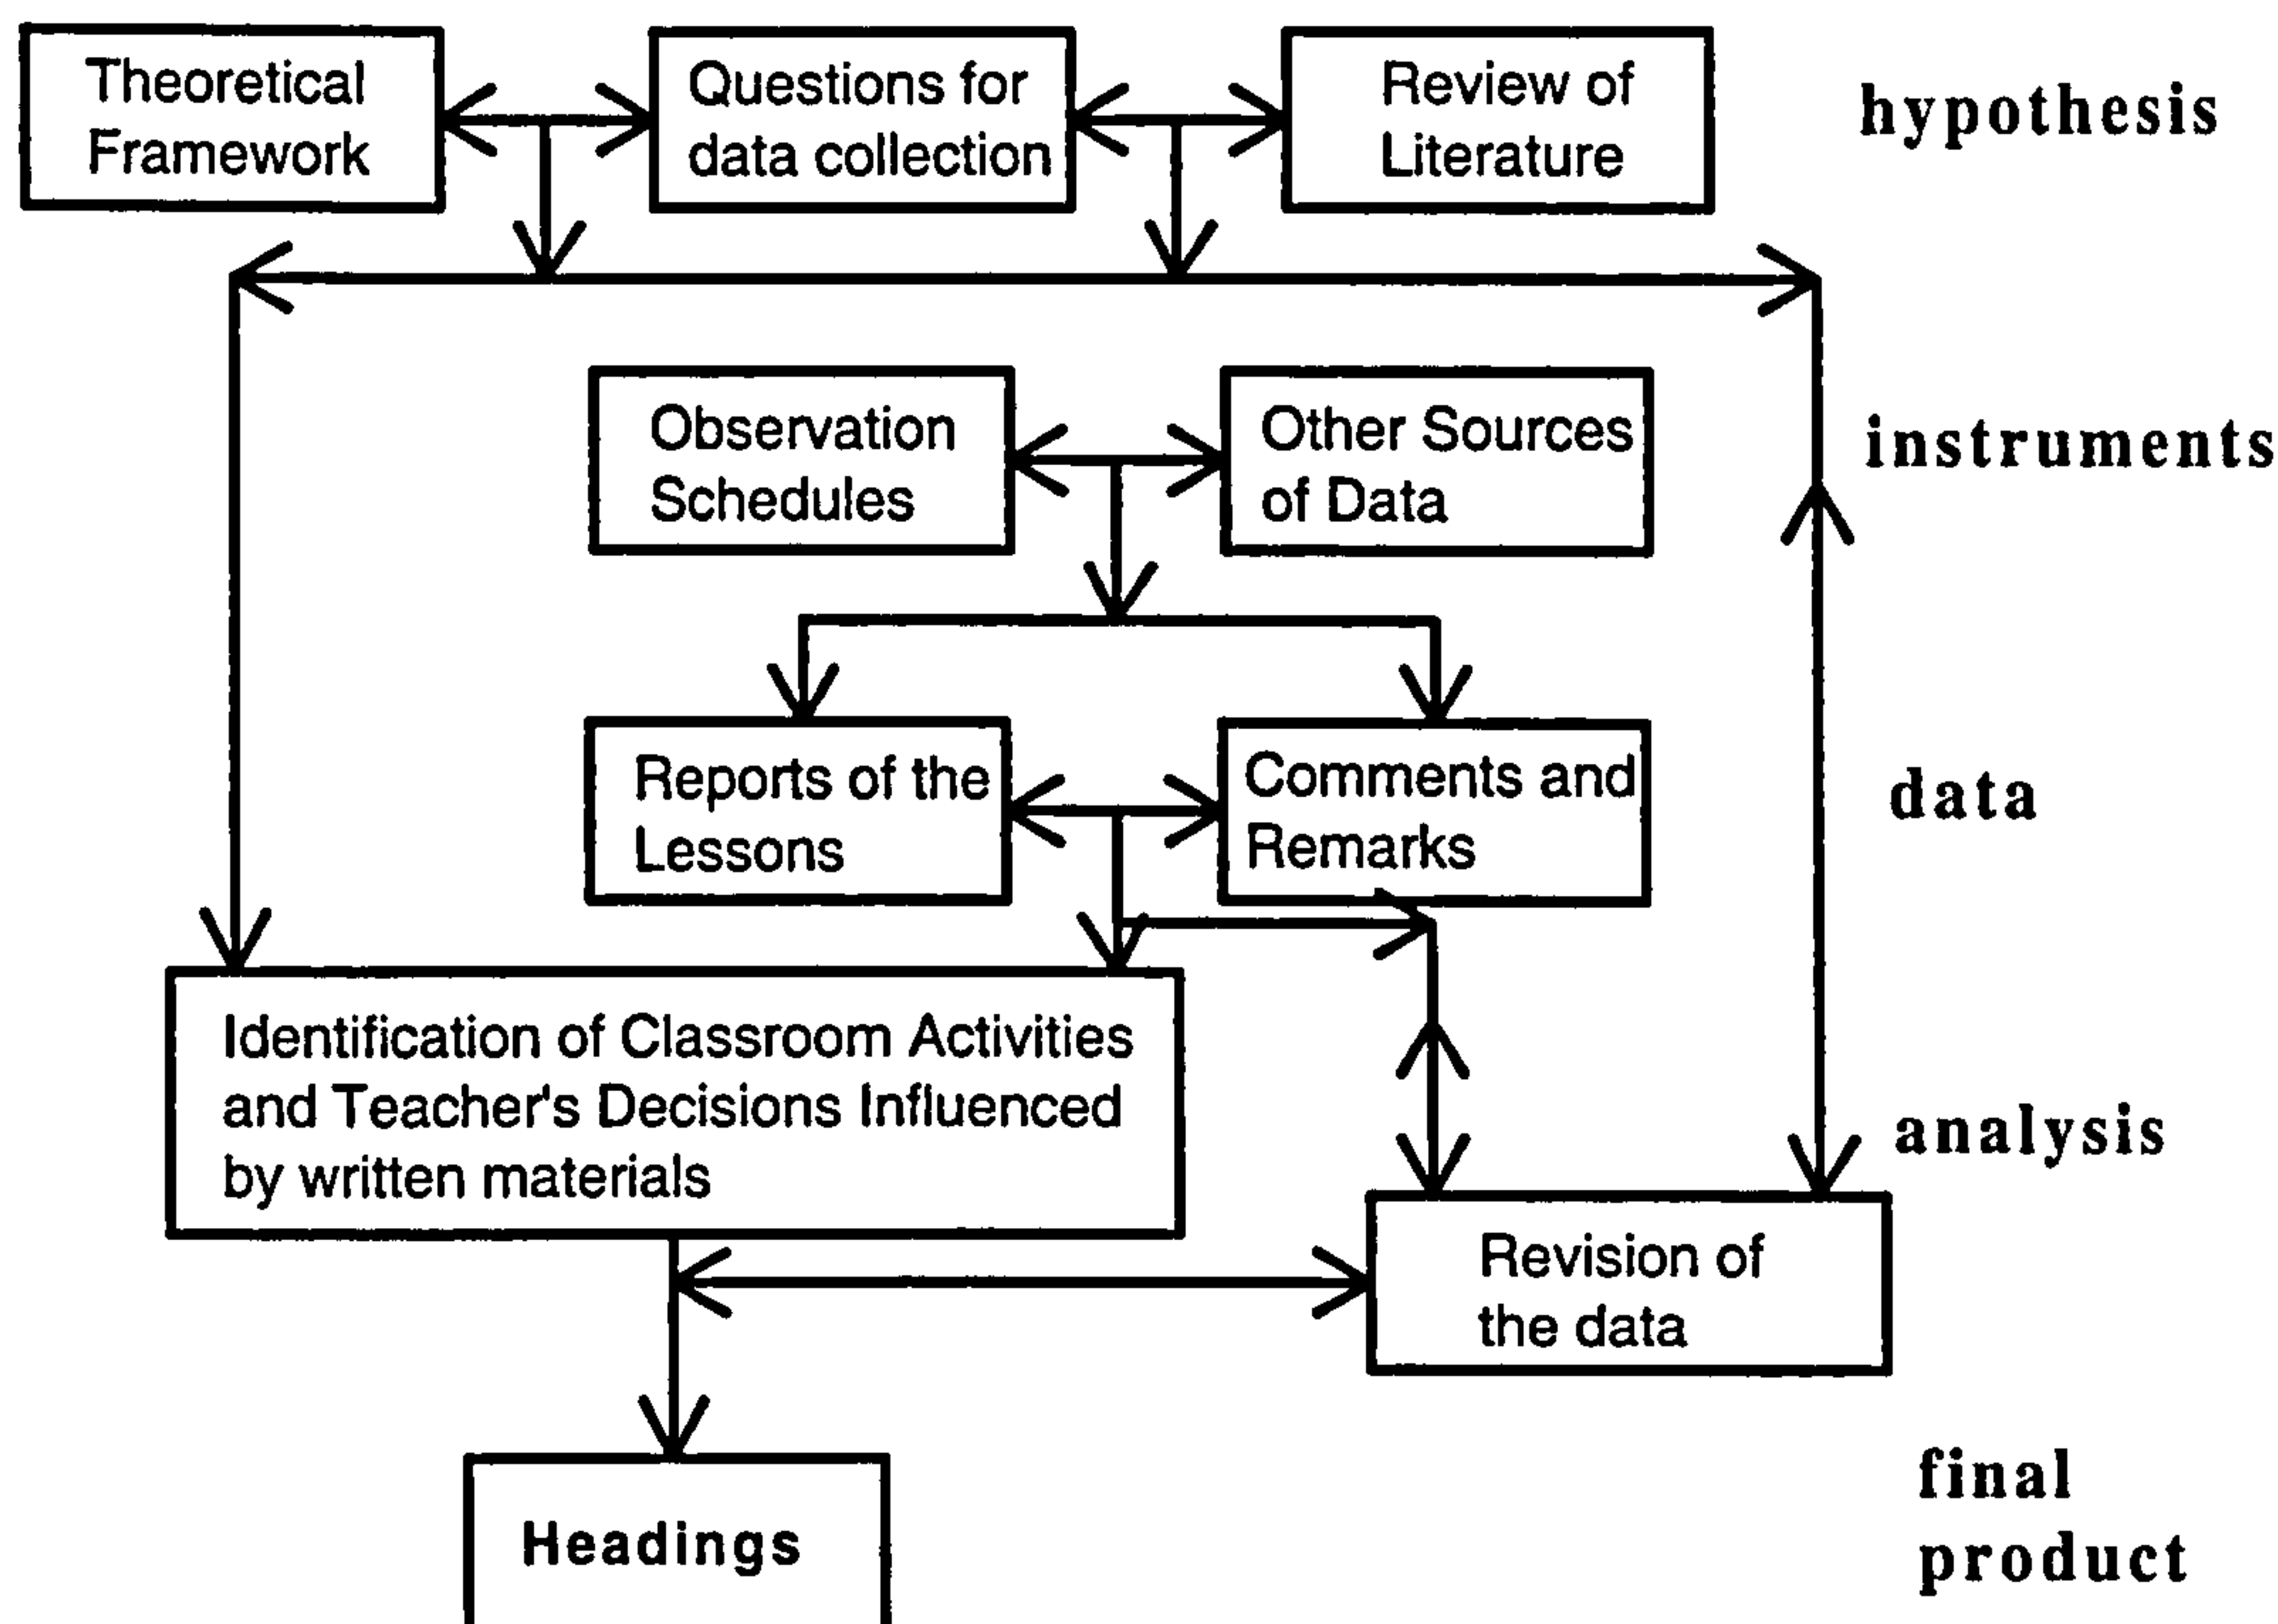 Theoretical
Framework
Questions for
data collection
Review of
Literature
hypothesis
Observation
Schedules
Other Sources
of Data
instruments
Reports of the
Lessons
Comments and
Remarks
data
Identification of Classroom Activities
and Teacher's Decisions Influenced
by written materials
analysis
Revision of
the data
Headings
final
product